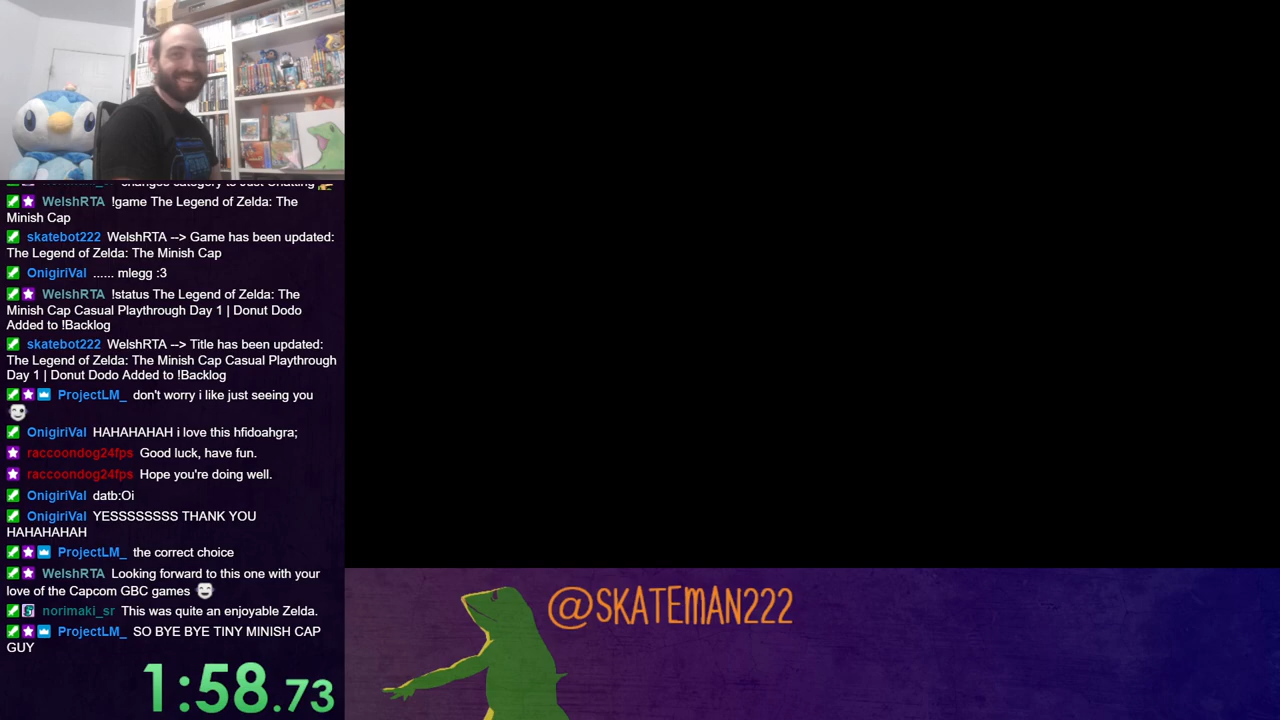 changes category to Just Chatting
WelshRTA !game The Legend of Zelda: The
Minish Cap
skatebot222 WelshRTA --> Game has been updated:
The Legend of Zelda: The Minish Cap
OnigiriVal ...... mlegg :3
WelshRTA !status The Legend of Zelda: The
Minish Cap Casual Playthrough Day 1 | Donut Dodo
Added to !Backlog
skatebot222 WelshRTA --> Title has been updated:
The Legend of Zelda: The Minish Cap Casual Playthrough
Day 1 | Donut Dodo Added to !Backlog
ProjectLM_ don't worry i like just seeing you
OnigiriVal HAHAHAHAH i love this hfidoahgra;
raccoondog24fps Good luck, have fun.
raccoondog24fps Hope you're doing well.
OnigiriVal datb:Oi
OnigiriVal YESSSSSSSS THANK YOU
HAHAHAHAH
ProjectLM_ the correct choice
WelshRTA Looking forward to this one with your
love of the Capcom GBC games
norimaki_sr This was quite an enjoyable Zelda.
ProjectLM_ SO BYE BYE TINY MINISH CAP
GUY
1:58.73
@SKATEMAN222